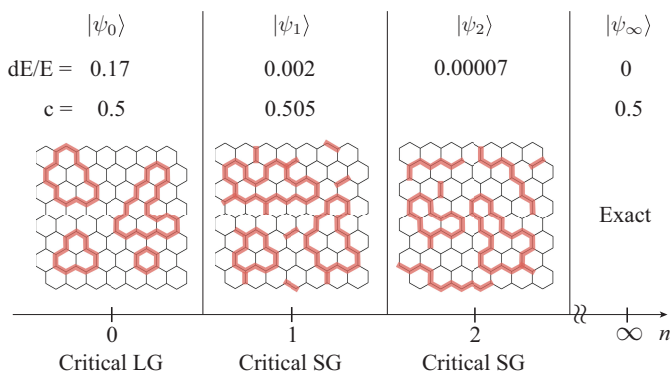 |ψ₀⟩ |ψ₁⟩ |ψ₂⟩ |ψ∞⟩
dE/E = 0.17 0.002 0.00007 0
c = 0.5 0.505 0.5
Exact
0 1 2 ∞ n
Critical LG Critical SG Critical SG